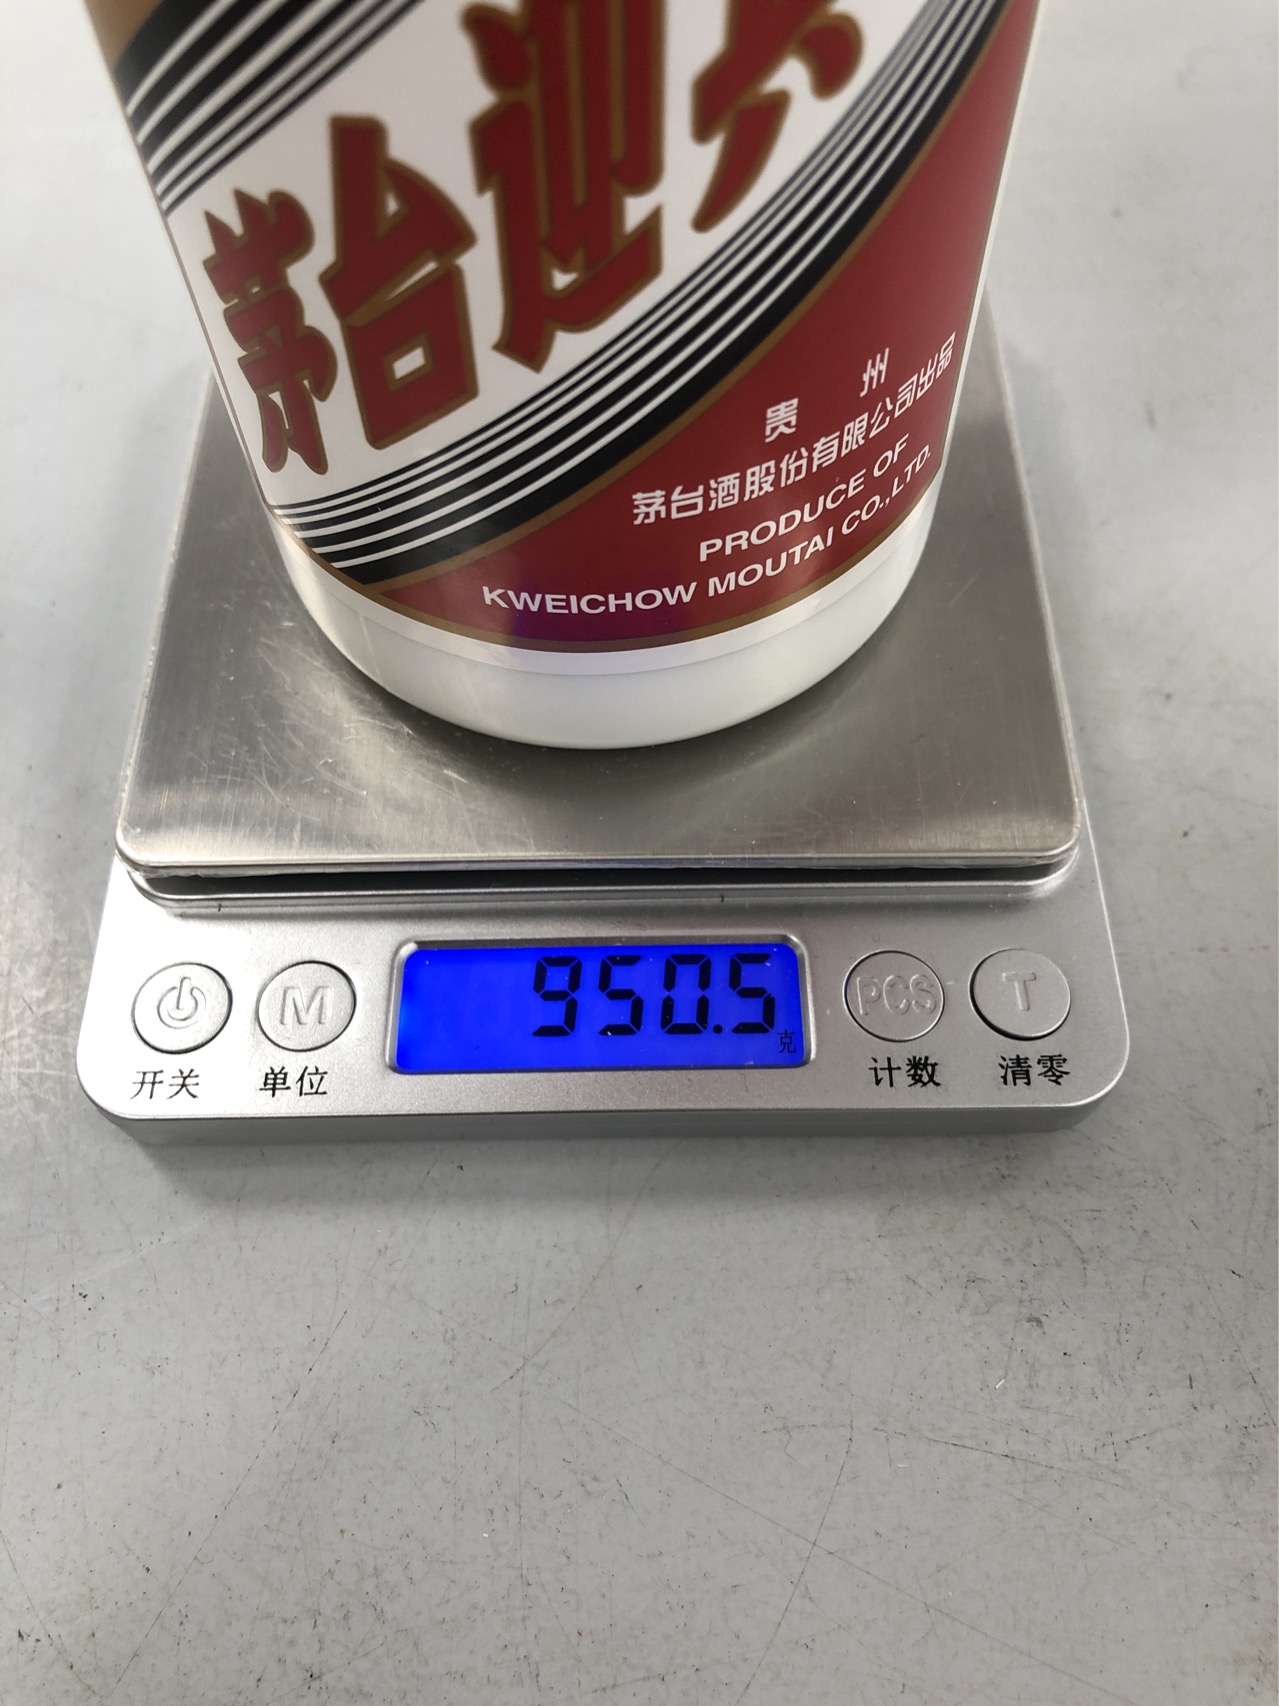 茅台迎
贵州
茅台酒股份有限公司出品
PRODUCE OF
KWEICHOW MOUTAI CO.,LTD.
950.5
克
M
PCS
T
开关
单位
计数
清零